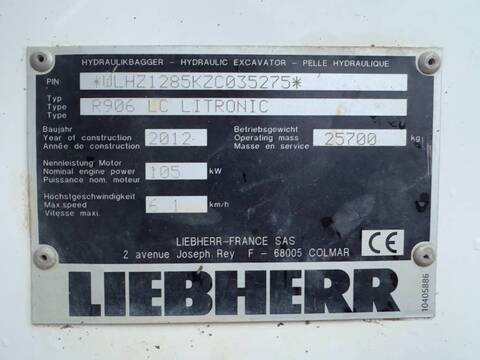 HYDRAULIKBAGGER - HYDRAULIC EXCAVATOR - PELLE HYDRAULIQUE
PIN *WLHZ1285KZC035275*
Typ
Type R906 LC LITRONIC
Type
Baujahr
Year of construction 2012
Année de construction
Betriebsgewicht
Operating mass 25700 kg
Masse en service
Nennleistung Motor
Nominal engine power 105 kW
Puissance nom. moteur
Höchstgeschwindigkeit
Max.speed 6.1 km/h
Vitesse maxi.
LIEBHERR-FRANCE SAS
2 avenue Joseph Rey F - 68005 COLMAR
CE
LIEBHERR
10405886